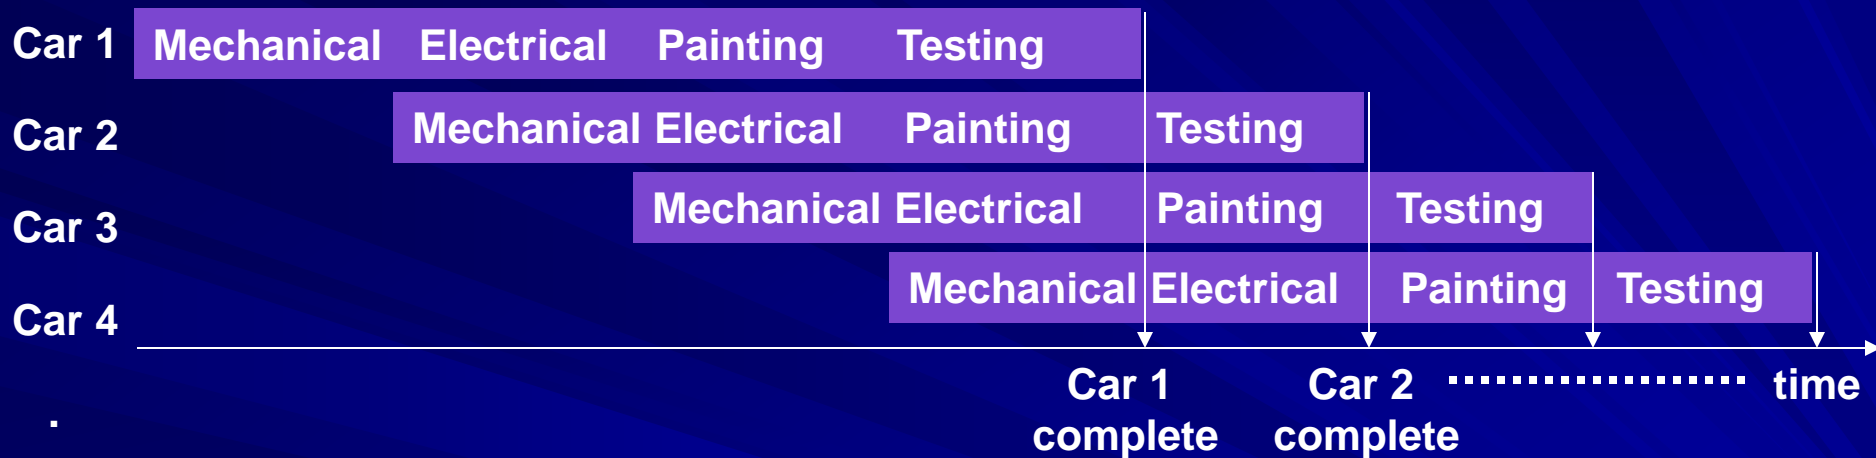 Car 1 Mechanical Electrical Painting Testing
Car 2 Mechanical Electrical Painting Testing
Car 3 Mechanical Electrical Painting Testing
Car 4 Mechanical Electrical Painting Testing
Car 1 Car 2 time
complete complete
.